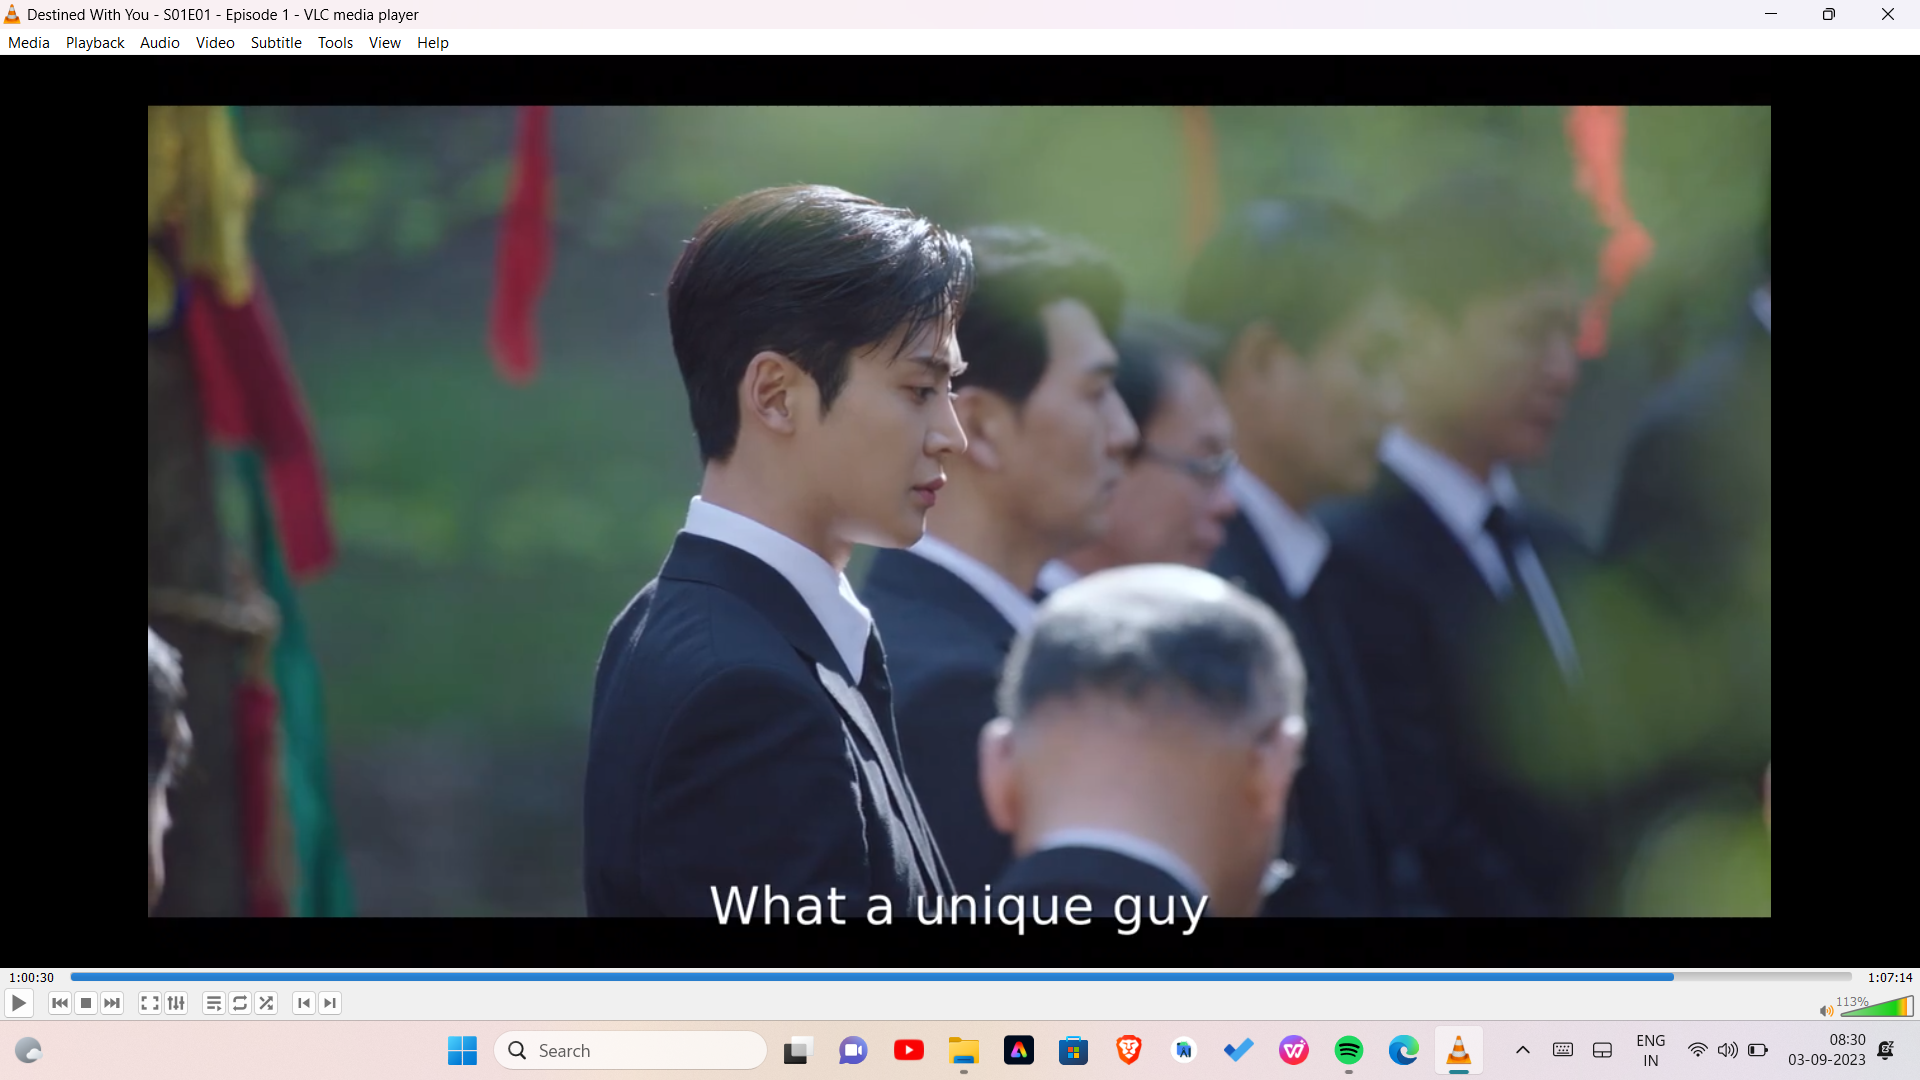 Destined With You - S01E01 - Episode 1 - VLC media player
Media Playback Audio Video Subtitle Tools View Help
What a unique guy
1:00:30
1:07:14
113%
Search
AI
ENG
IN
08:30
03-09-2023